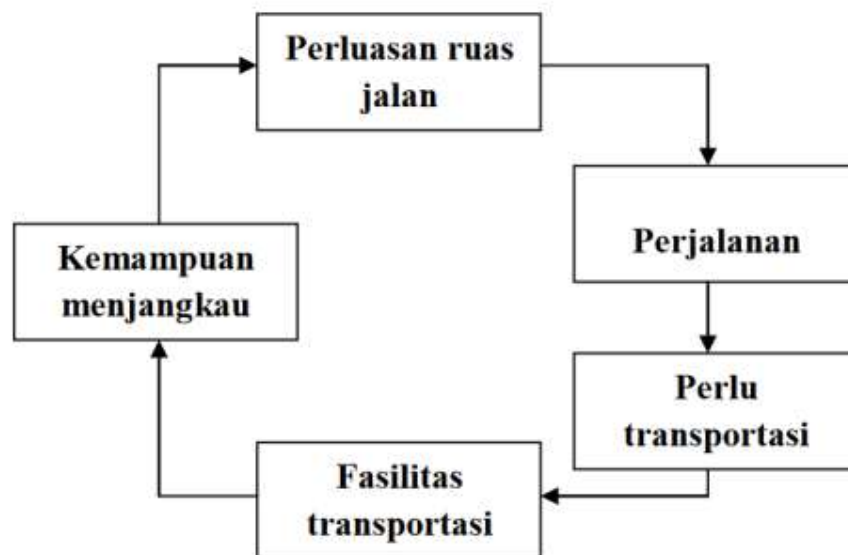 Perluasan ruas
jalan
Perjalanan
Perlu
transportasi
Fasilitas
transportasi
Kemampuan
menjangkau